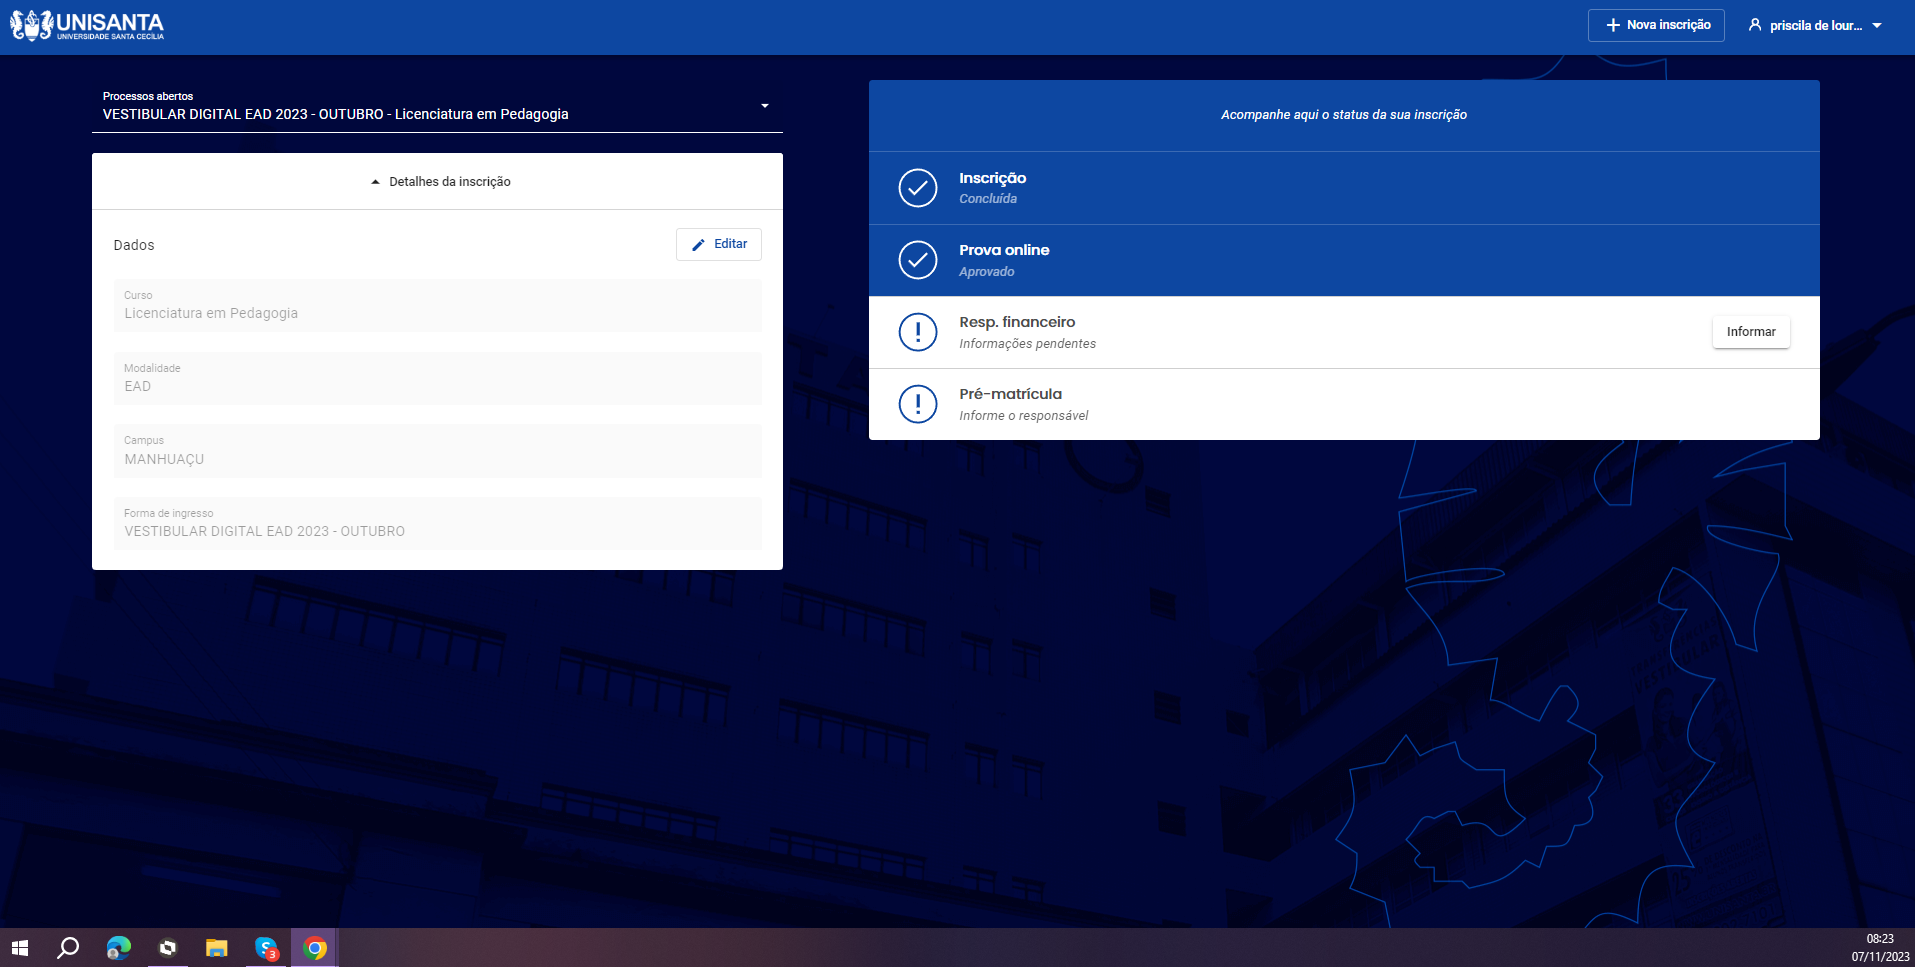 UNISANTA
UNIVERSIDADE SANTA CECÍLIA
Nova inscrição
priscila de lour...
Processos abertos
VESTIBULAR DIGITAL EAD 2023 - OUTUBRO - Licenciatura em Pedagogia
Detalhes da inscrição
Dados
Editar
Curso
Licenciatura em Pedagogia
Modalidade
EAD
Campus
MANHUAÇU
Forma de ingresso
VESTIBULAR DIGITAL EAD 2023 - OUTUBRO
Acompanhe aqui o status da sua inscrição
Inscrição
Concluída
Prova online
Aprovado
Resp. financeiro
Informações pendentes
Informar
Pré-matrícula
Informe o responsável
3
08:23
07/11/2023